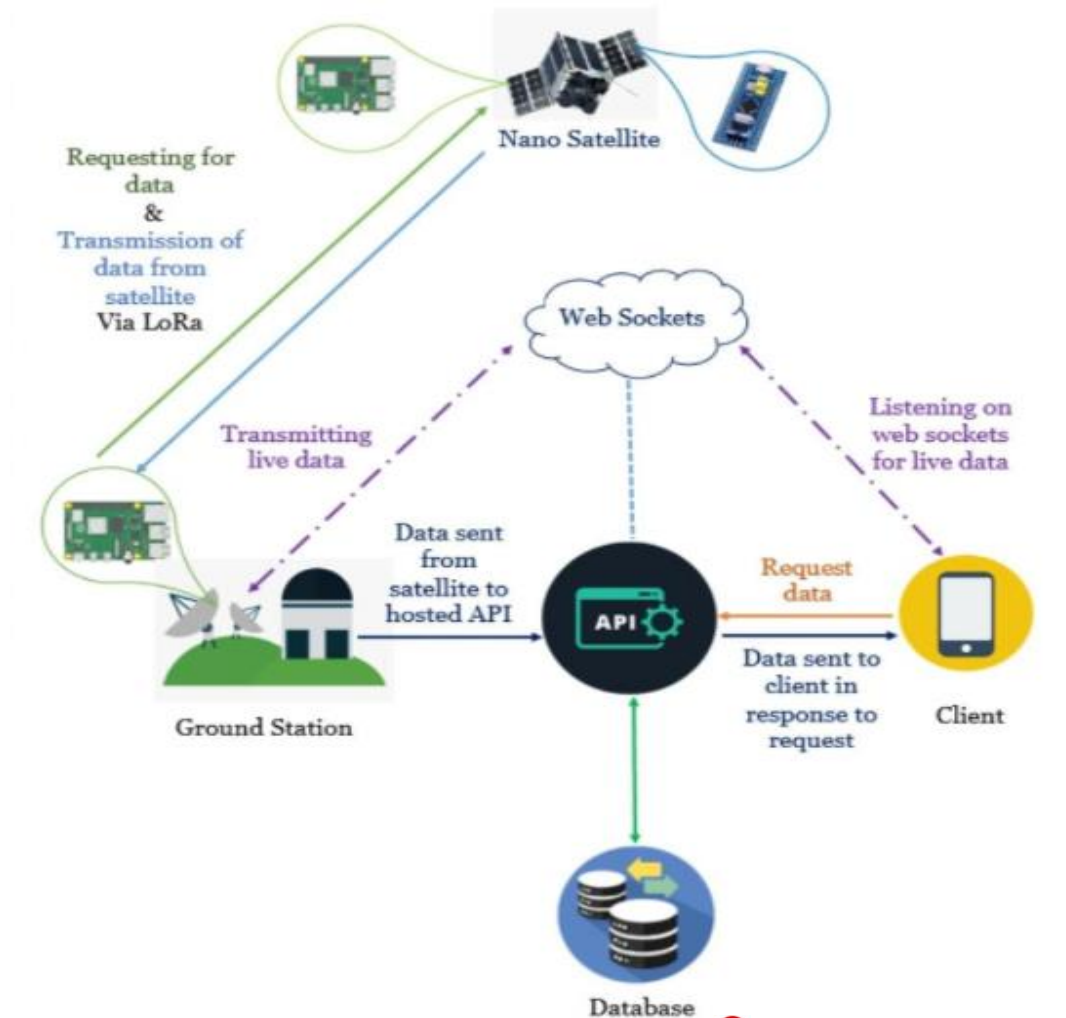 Nano Satellite
Requesting for
data
&
Transmission of
data from
satellite
Via LoRa
Web Sockets
Transmitting
live data
Listening on
web sockets
for live data
Data sent
from
satellite to
hosted API
API
Request
data
Data sent to
client in
response to
request
Ground Station
Client
Database